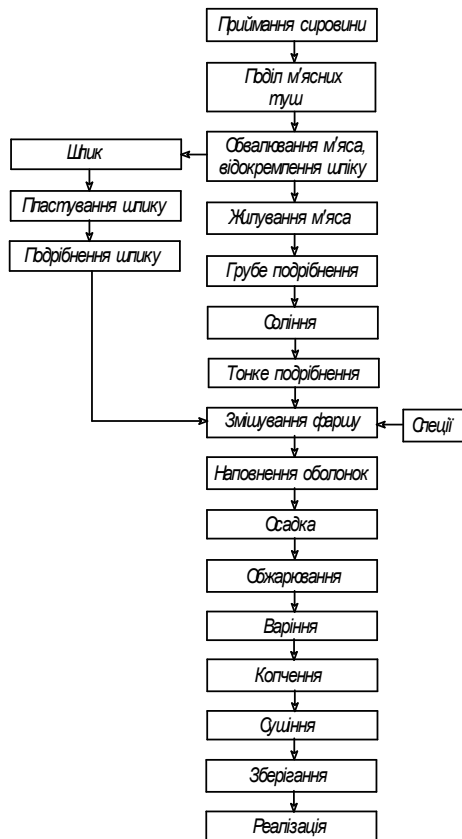 Приймання сировини
Поділ м'ясних
туш
Обвалювання м'яса,
відокремлення шпіку
Шпик
Пластування шпику
Подрібнення шпику
Жилування м'яса
Грубе подрібнення
Соління
Тонке подрібнення
Змішування фаршу
Спеції
Наповнення оболонок
Осадка
Обжарювання
Варіння
Копчення
Сушіння
Зберігання
Реалізація